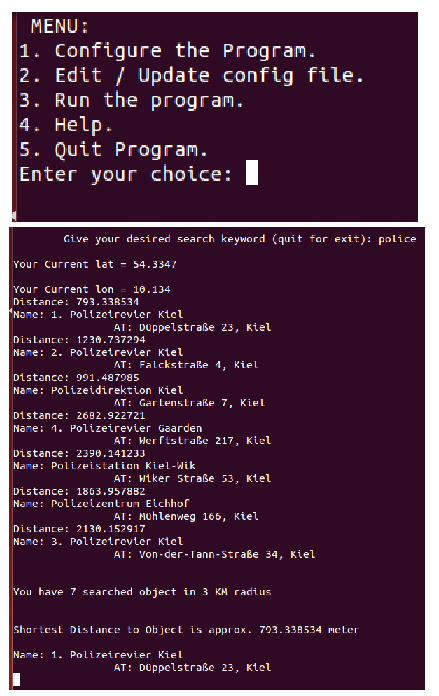 MENU:
1. Configure the Program.
2. Edit / Update config file.
3. Run the program.
4. Help.
5. Quit Program.
Enter your choice:
Give your desired search keyword (quit for exit): police
Your Current lat = 54.3347
Your Current lon = 10.134
Distance: 793.338534
Name: 1. Polizeirevier Kiel
AT: Düppelstraße 23, Kiel
Distance: 1230.737294
Name: 2. Polizeirevier Kiel
AT: Falckstraße 4, Kiel
Distance: 991.487985
Name: Polizeidirektion Kiel
AT: Gartenstraße 7, Kiel
Distance: 2682.922721
Name: 4. Polizeirevier Gaarden
AT: Werftstraße 217, Kiel
Distance: 2390.141233
Name: Polizeistation Kiel-Wik
AT: Wiker Straße 53, Kiel
Distance: 1863.957882
Name: Polizeizentrum Eichhof
AT: Mühlenweg 166, Kiel
Distance: 2130.152917
Name: 3. Polizeirevier Kiel
AT: Von-der-Tann-Straße 34, Kiel
You have 7 searched object in 3 KM radius
Shortest Distance to Object is approx. 793.338534 meter
Name: 1. Polizeirevier Kiel
AT: Düppelstraße 23, Kiel